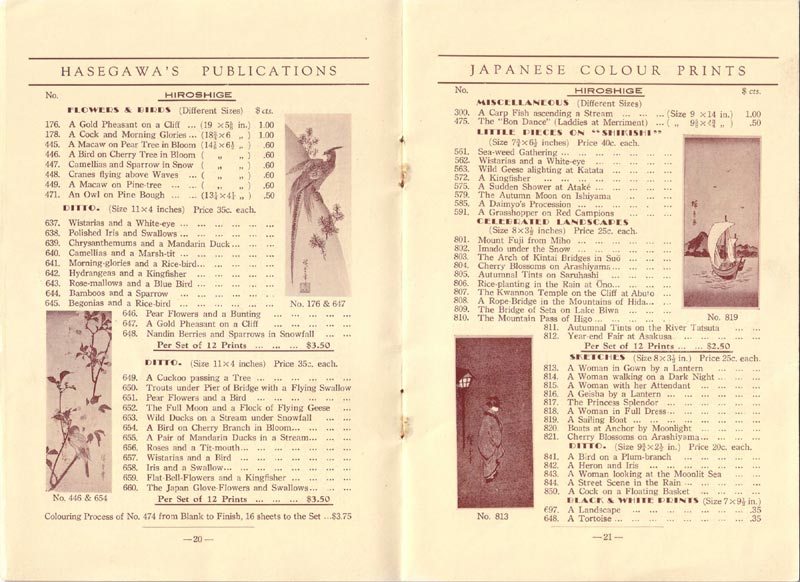 HASEGAWA'S PUBLICATIONS
No. HIROSHIGE
FLOWERS & BIRDS (Different Sizes) $ cts.
176. A Gold Pheasant on a Cliff ... (19 × 5⅝ in.) 1.00
178. A Cock and Morning Glories ... (18¾ × 6 „ ) 1.00
445. A Macaw on Pear Tree in Bloom (14½ × 6½ „ ) .60
446. A Bird on Cherry Tree in Bloom ( „ „ ) .60
447. Camellias and Sparrow in Snow ( „ „ ) .60
448. Cranes flying above Waves ... ( „ „ ) .60
449. A Macaw on Pine-tree ... ... ( „ „ ) .60
471. An Owl on Pine Bough ... ... (13¼ × 4¼ „ ) .50
DITTO. (Size 11×4 inches) Price 35c. each.
637. Wistarias and a White-eye ... ... ... ... ...
638. Polished Iris and Swallows ... ... ... ... ...
639. Chrysanthemums and a Mandarin Duck ... ... ...
640. Camellias and a Marsh-tit ... ... ... ... ...
641. Morning-glories and a Rice-bird ... ... ... ...
642. Hydrangeas and a Kingfisher ... ... ... ...
643. Rose-mallows and a Blue Bird ... ... ... ...
644. Bamboos and a Sparrow ... ... ... ... ...
645. Begonias and a Rice-bird ... ... ... ... ...
No. 176 & 647
646. Pear Flowers and a Bunting ... ... ... ... ...
647. A Gold Pheasant on a Cliff ... ... ... ... ...
648. Nandin Berries and Sparrows in Snowfall ... ... ...
Per Set of 12 Prints ... ... ... $3.50
DITTO. (Size 11×4 inches) Price 35c. each.
649. A Cuckoo passing a Tree ... ... ... ... ...
650. Trouts under Pier of Bridge with a Flying Swallow
651. Pear Flowers and a Bird ... ... ... ... ...
652. The Full Moon and a Flock of Flying Geese ... ...
653. Wild Ducks on a Stream under Snowfall ... ... ...
654. A Bird on Cherry Branch in Bloom ... ... ... ...
655. A Pair of Mandarin Ducks in a Stream ... ... ...
656. Roses and a Tit-mouth ... ... ... ... ...
657. Wistarias and a Bird ... ... ... ... ...
658. Iris and a Swallow ... ... ... ... ...
659. Flat-Bell-Flowers and a Kingfisher ... ... ... ...
660. The Japan Glove-Flowers and Swallows ... ... ...
Per Set of 12 Prints ... ... ... $3.50
No. 446 & 654
Colouring Process of No. 474 from Blank to Finish, 16 sheets to the Set ...$3.75
—20—
JAPANESE COLOUR PRINTS
No. HIROSHIGE $ cts.
MISCELLANEOUS (Different Sizes)
300. A Carp Fish ascending a Stream ... ... (Size 9 × 14 in.) 1.00
475. The "Bon Dance" (Laddies at Merriment) ... ( „ 9¾ × 4¾ „ ) .50
LITTLE PIECES ON "SHIKISHI"
(Size 7¾ × 6½ inches) Price 40c. each.
561. Sea-weed Gathering ... ... ... ... ...
562. Wistarias and a White-eye ... ... ... ...
563. Wild Geese alighting at Katata ... ... ...
572. A Kingfisher ... ... ... ... ...
575. A Sudden Shower at Ataké ... ... ... ...
579. The Autumn Moon on Ishiyama ... ... ...
585. A Daimyo's Procession ... ... ... ... ...
591. A Grasshopper on Red Campions ... ... ...
CELEBRATED LANDSCAPES
(Size 8×3½ inches) Price 25c. each.
801. Mount Fuji from Miho ... ... ... ... ...
802. Imado under the Snow ... ... ... ... ...
803. The Arch of Kintai Bridges in Suō ... ... ...
804. Cherry Blossoms on Arashiyama ... ... ... ...
805. Autumnal Tints on Saruhashi ... ... ... ...
806. Rice-planting in the Rain at Ōno ... ... ...
807. The Kwannon Temple on the Cliff at Abuto ...
808. A Rope-Bridge in the Mountains of Hida ... ...
809. The Bridge of Seta on Lake Biwa ... ... ...
810. The Mountain Pass of Higo ... ... ... ...
No. 819
811. Autumnal Tints on the River Tatsuta ... ...
812. Year-end Fair at Asakusa ... ... ... ...
Per Set of 12 Prints ... ... $2.50
SKETCHES (Size 8×3½ in.) Price 25c. each.
813. A Woman in Gown by a Lantern ... ... ...
814. A Woman walking on a Dark Night ... ... ...
815. A Woman with her Attendant ... ... ... ...
816. A Geisha by a Lantern ... ... ... ... ...
817. The Princess Splendor ... ... ... ... ...
818. A Woman in Full Dress ... ... ... ... ...
819. A Sailing Boat ... ... ... ... ...
820. Boats at Anchor by Moonlight ... ... ... ...
821. Cherry Blossoms on Arashiyama ... ... ... ...
DITTO. (Size 9¾×2½ in.) Price 20c. each.
841. A Bird on a Plum-branch ... ... ... ...
842. A Heron and Iris ... ... ... ... ...
843. A Woman looking at the Moonlit Sea ... ...
844. A Street Scene in the Rain ... ... ... ...
850. A Cock on a Floating Basket ... ... ... ...
BLACK & WHITE PRINTS (Size 7×9½ in.)
697. A Landscape ... ... ... ... ... .35
648. A Tortoise ... ... ... ... ... .35
No. 813
—21—